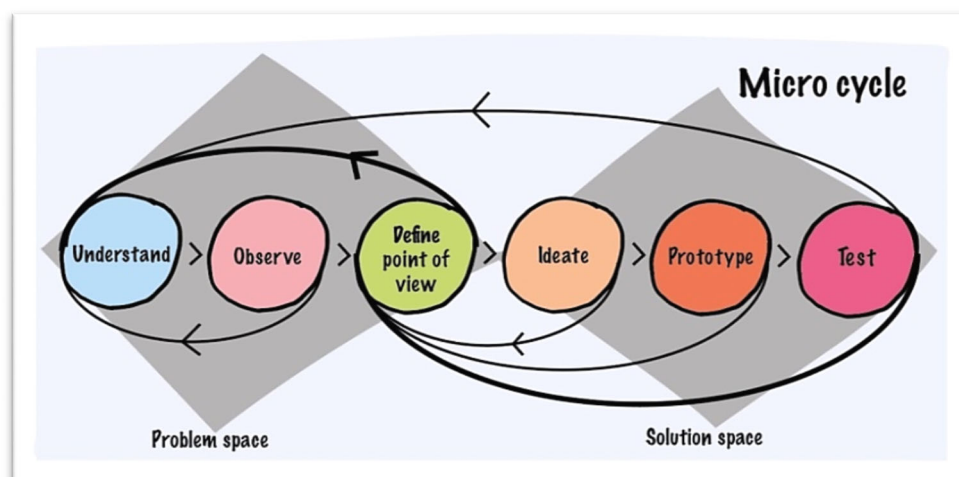 Micro cycle
Understand
Observe
Define
point of
view
Ideate
Prototype
Test
Problem space
Solution space